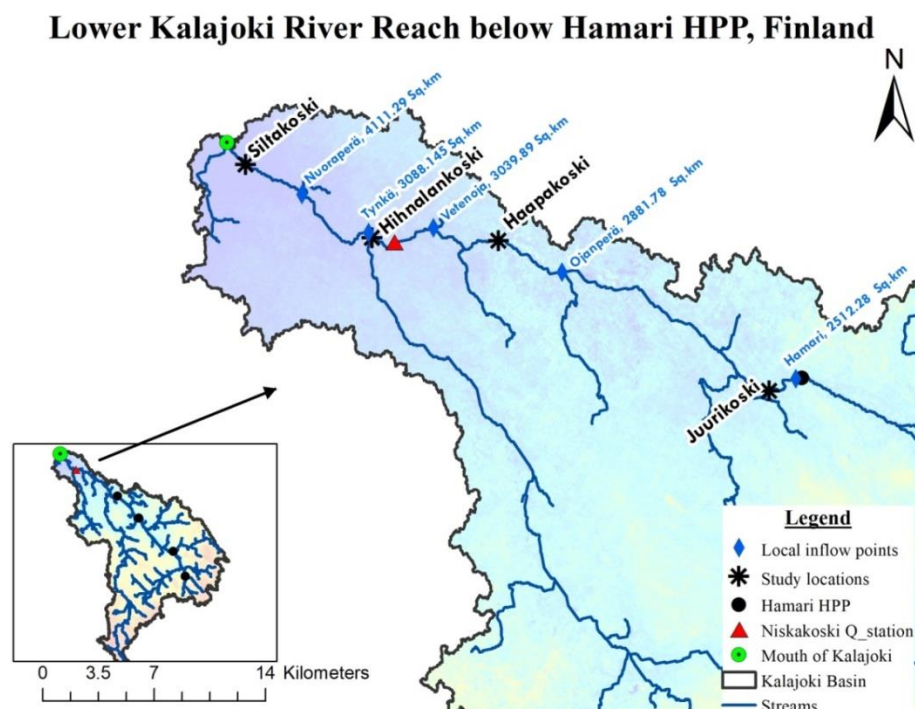 Lower Kalajoki River Reach below Hamari HPP, Finland
N
Siltakoski
Nuoraperä, 4111.29 Sq.km
Tynkä, 3088.145 Sq.km
Hihnalankoski
Vetenoja, 3039.89 Sq.km
Haapakoski
Ojanperä, 2881.78 Sq.km
Hamari, 2512.28 Sq.km
Juurikoski
Legend
Local inflow points
Study locations
Hamari HPP
Niskakoski Q_station
Mouth of Kalajoki
Kalajoki Basin
Streams
0 3.5 7 14 Kilometers